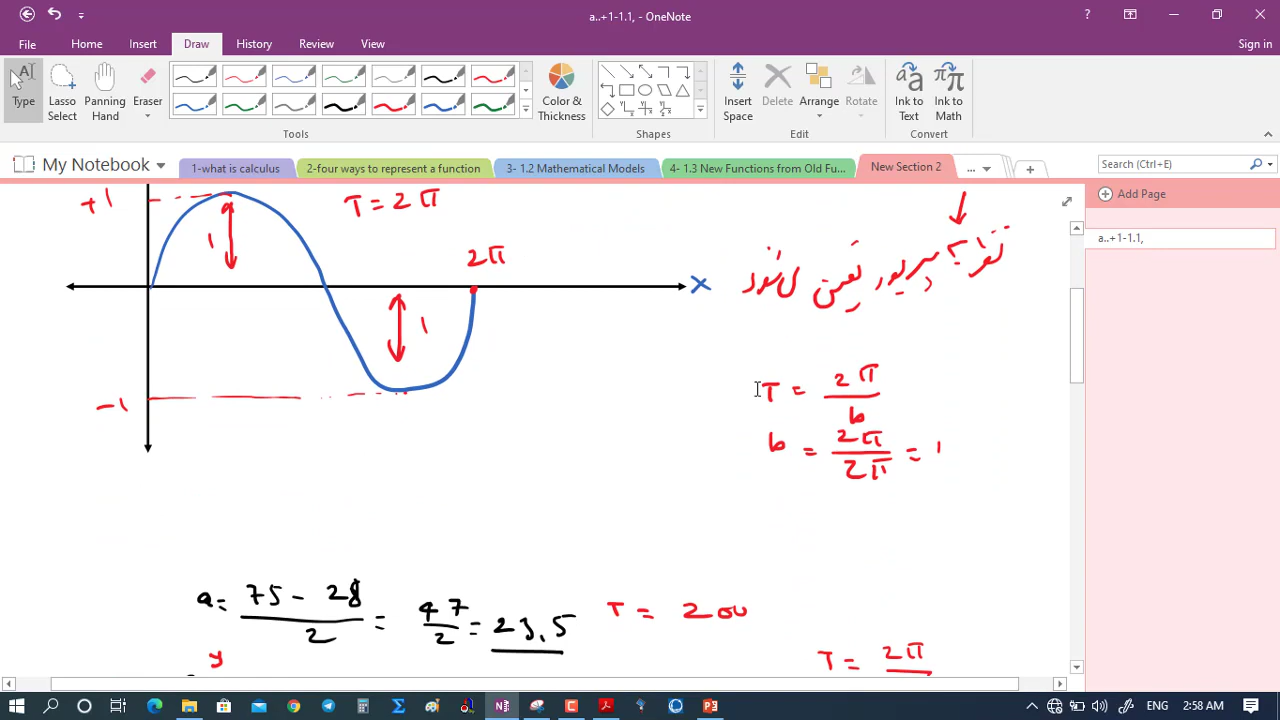 a..+1-1.1, - OneNote
Sign in
File Home Insert Draw History Review View
Type
Lasso Select
Panning Hand
Eraser
Color & Thickness
Insert Space
Delete
Arrange
Rotate
Ink to Text
Ink to Math
Tools
Shapes
Edit
Convert
My Notebook
1-what is calculus
2-four ways to represent a function
3- 1.2 Mathematical Models
4- 1.3 New Functions from Old Fu...
New Section 2
...
Search (Ctrl+E)
Add Page
a..+1-1.1,
+1
T = 2π
1
2π
x
1
-1
T = 2π / b
b = 2π / 2π = 1
a = 75 - 28 / 2 = 47 / 2 = 23,5
T = 200
y
T = 2π
ENG
2:58 AM